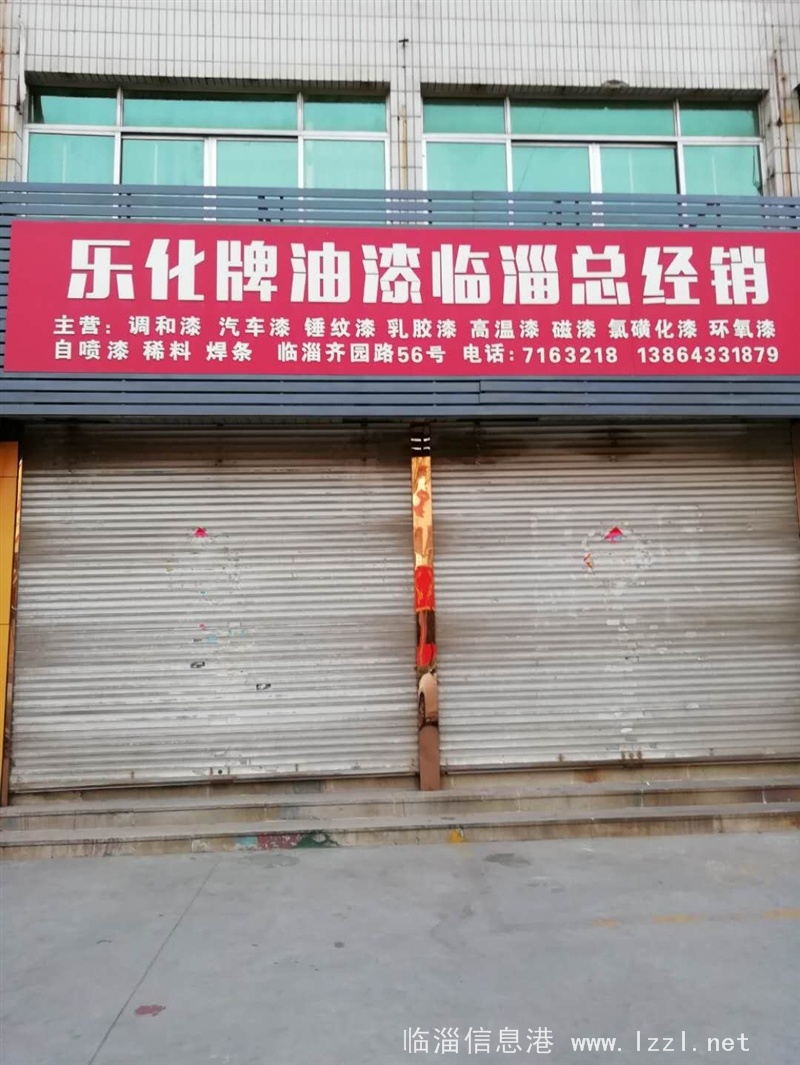 乐化牌油漆临淄总经销
主营：调和漆 汽车漆 锤纹漆 乳胶漆 高温漆 磁漆 氯磺化漆 环氧漆
自喷漆 稀料 焊条 临淄齐园路56号 电话：7163218 13864331879
临淄信息港 www.lzzl.net